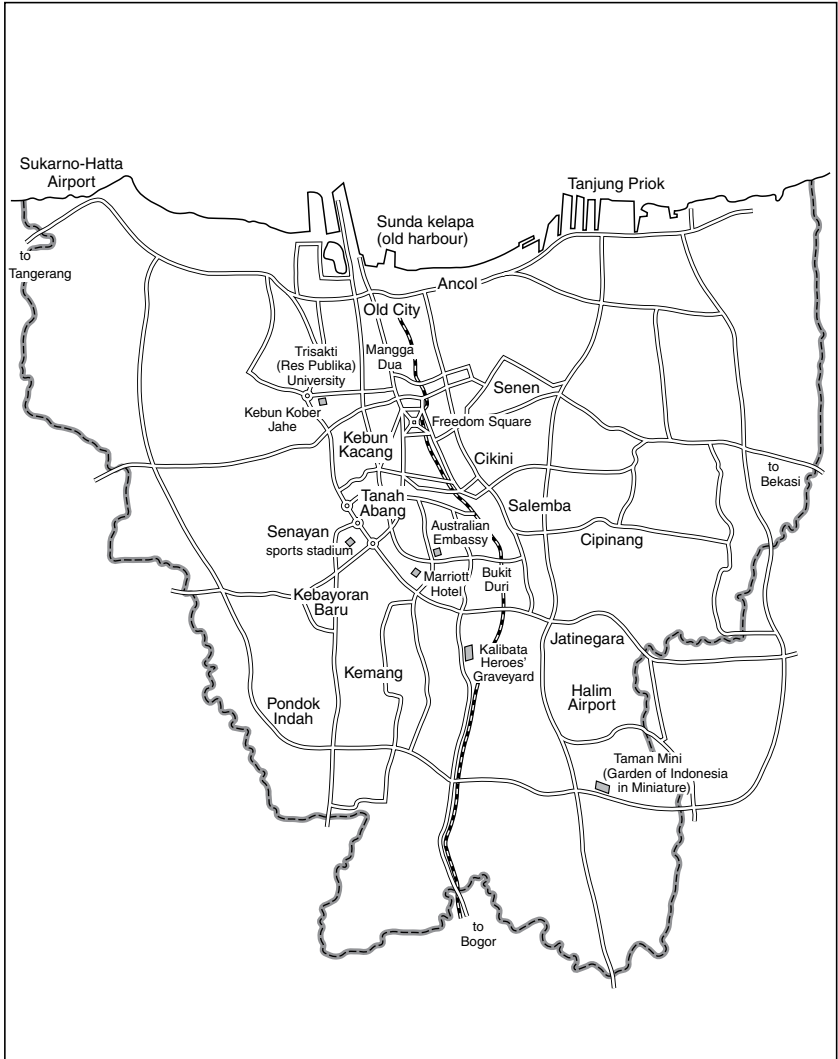 Sukarno-Hatta
Airport
Tanjung Priok
Sunda kelapa
(old harbour)
to
Tangerang
Ancol
Old City
Trisakti
(Res Publika)
University
Mangga
Dua
Senen
Kebun Kober
Jahe
Freedom Square
Kebun
Kacang
Cikini
to
Bekasi
Tanah
Abang
Salemba
Senayan
sports stadium
Australian
Embassy
Cipinang
Marriott
Hotel
Bukit
Duri
Kebayoran
Baru
Jatinegara
Kalibata
Heroes’
Graveyard
Kemang
Halim
Airport
Pondok
Indah
Taman Mini
(Garden of Indonesia
in Miniature)
to
Bogor